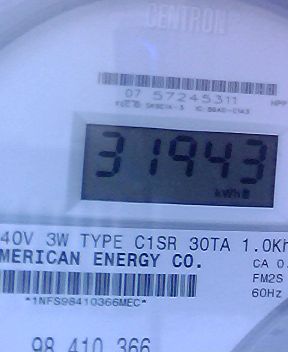 CENTRON
07 57245311
31943
kWh
40V 3W TYPE C1SR 30TA 1.0Kh
MERICAN ENERGY CO.
CA 0.
FM2S
*1NFS98410366MEC*
60Hz
98 410 366